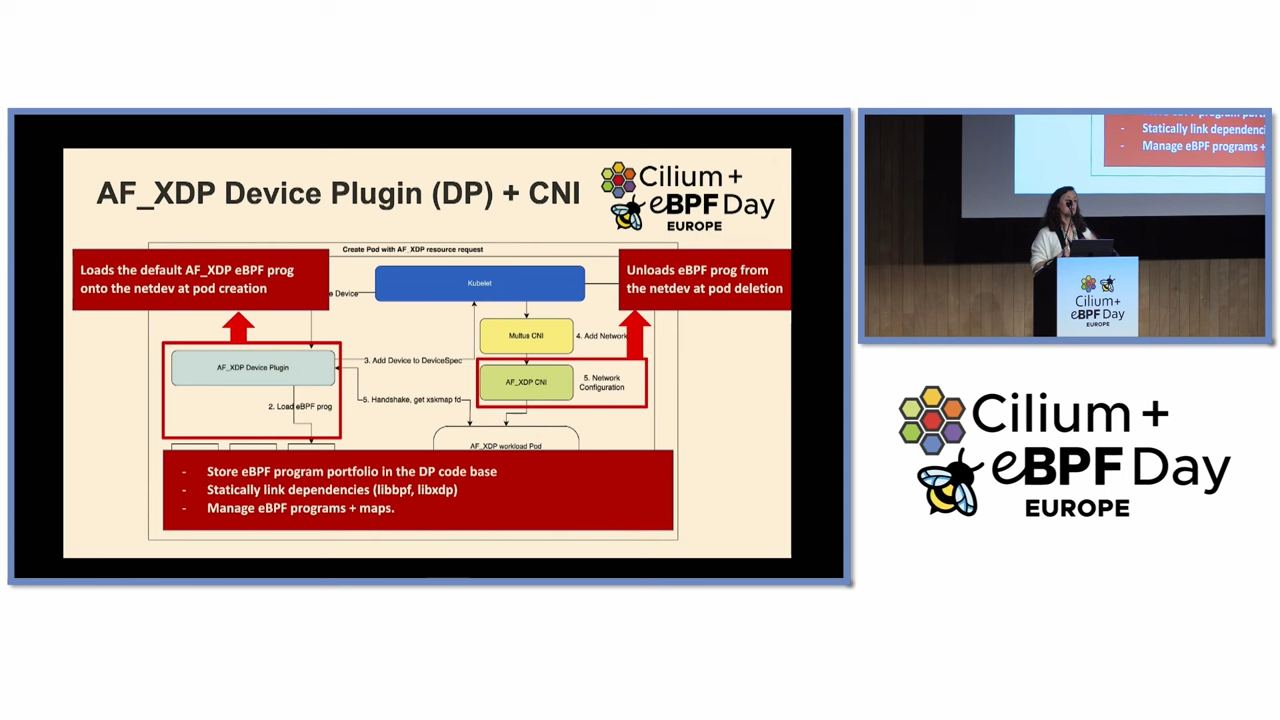 AF_XDP Device Plugin (DP) + CNI
Cilium +
eBPF Day
EUROPE
Create Pod with AF_XDP resource request
Loads the default AF_XDP eBPF prog
onto the netdev at pod creation
Device
Kubelet
Unloads eBPF prog from
the netdev at pod deletion
Multus CNI
4. Add Network
AF_XDP Device Plugin
3. Add Device to DeviceSpec
AF_XDP CNI
5. Network
Configuration
2. Load eBPF prog
5. Handshake, get xskmap fd
AF_XDP workload Pod
- Store eBPF program portfolio in the DP code base
- Statically link dependencies (libbpf, libxdp)
- Manage eBPF programs + maps.
- Statically link dependenci
- Manage eBPF programs +
Cilium+
eBPF Day
EUROPE
Cilium +
eBPF Day
EUROPE